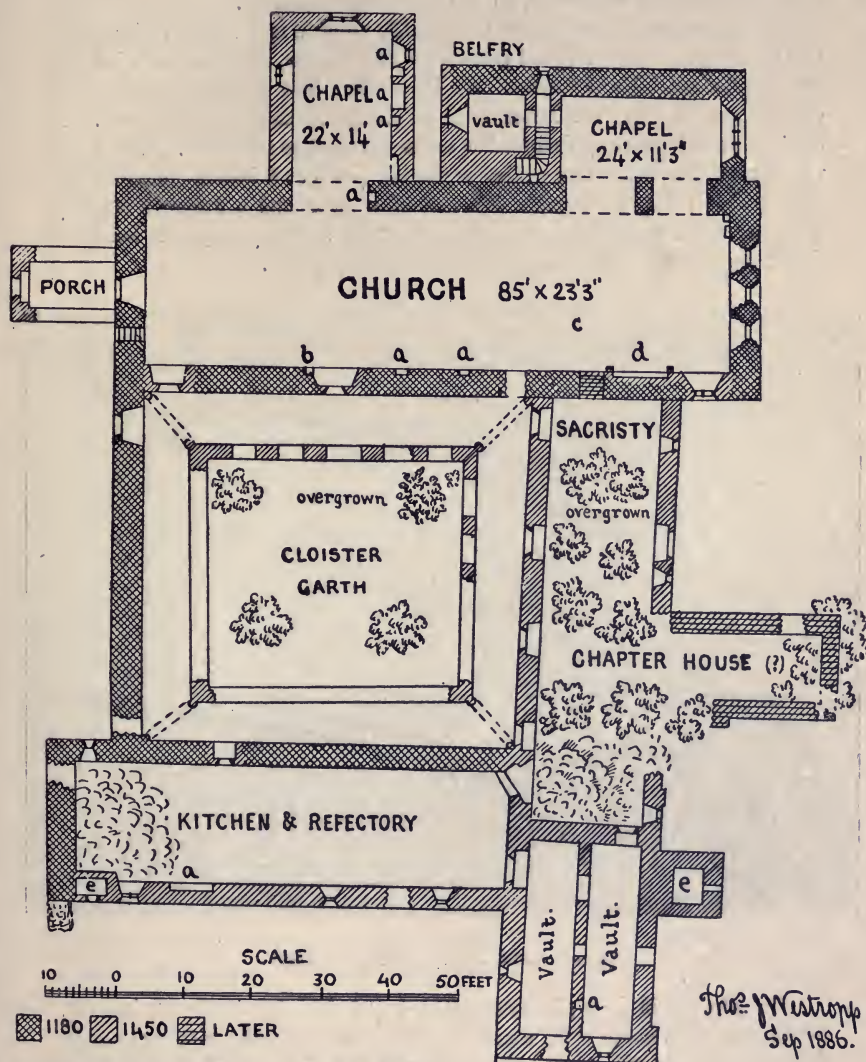 BELFRY
a
CHAPEL
a
22' x 14'
a
vault
CHAPEL
24' x 11'3"
a
PORCH
CHURCH 85' x 23'3"
c
b
a
a
d
SACRISTY
overgrown
overgrown
CLOISTER
GARTH
CHAPTER HOUSE (?)
KITCHEN & REFECTORY
a
e
e
Vault.
Vault.
a
SCALE
10 0 10 20 30 40 50 FEET
1180 1450 LATER
Thos J Westropp
Sep 1886.